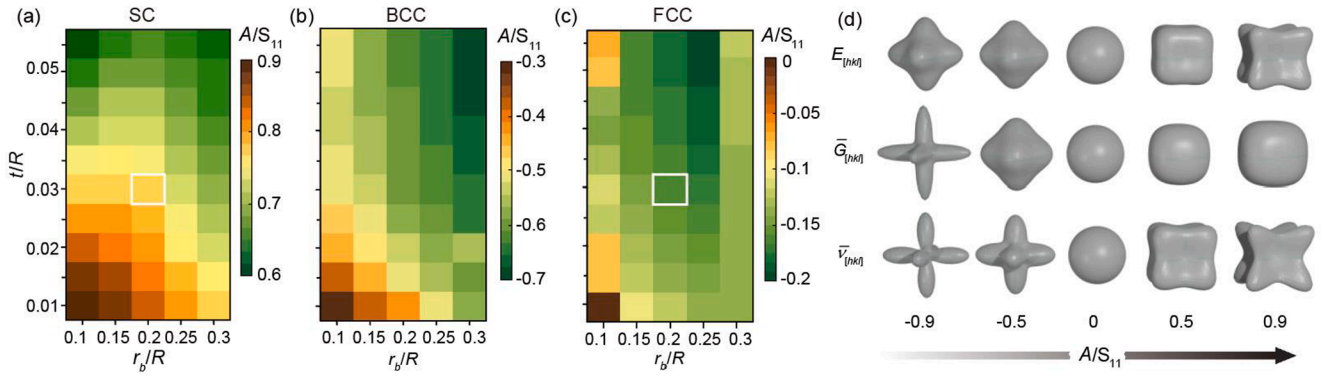 (a) SC
A/S11
0.9
0.8
0.7
0.6
t/R
0.05
0.04
0.03
0.02
0.01
0.1 0.15 0.2 0.25 0.3
rb/R
(b) BCC
A/S11
-0.3
-0.4
-0.5
-0.6
-0.7
0.1 0.15 0.2 0.25 0.3
rb/R
(c) FCC
A/S11
0
-0.05
-0.1
-0.15
-0.2
0.1 0.15 0.2 0.25 0.3
rb/R
(d)
E[hkl]
G̅[hkl]
ν̅[hkl]
-0.9 -0.5 0 0.5 0.9
A/S11